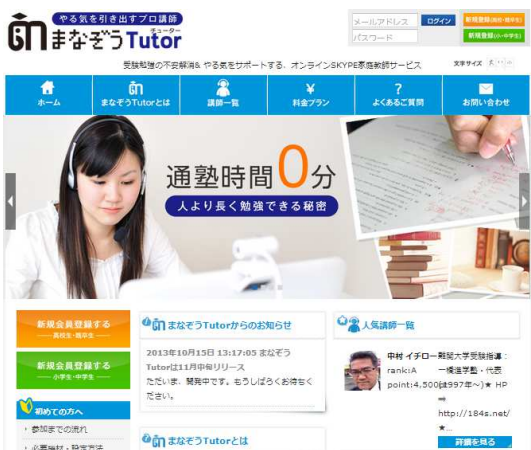 やる気を引き出すプロ講師
まなぞうTutor
チューター
メールアドレス
パスワード
ログイン
新規登録(高校・既卒生)
新規登録(小・中学生)
受験勉強の不安解消& やる気をサポートする、オンラインSKYPE家庭教師サービス
文字サイズ
ホーム
まなぞうTutorとは
講師一覧
料金プラン
よくあるご質問
お問い合わせ
通塾時間0分
人より長く勉強できる秘密
新規会員登録する
高校生・既卒生
新規会員登録する
小学生・中学生
初めての方へ
参加までの流れ
必要機材・設定方法
まなぞうTutorからのお知らせ
2013年10月15日 13:17:05 まなぞう
Tutorは11月中旬リリース
ただいま、開発中です。もうしばらくお待ちく
ださい。
まなぞうTutorとは
人気講師一覧
中村 イチロー
rank:A
point:4,500
難関大学受験指導：
一橋進学塾・代表
(1997年～)★ HP
⇒
http://184s.net/
★...
詳細を見る